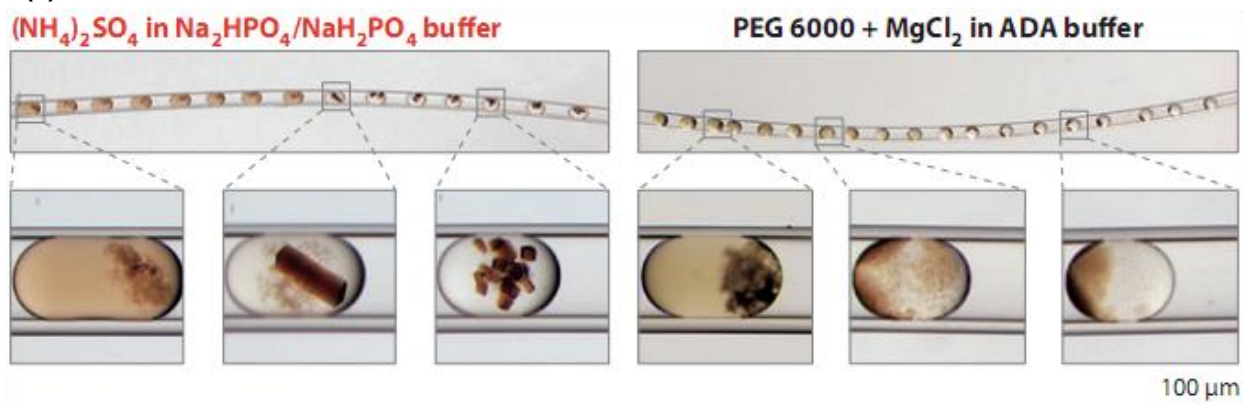 (NH₄)₂SO₄ in Na₂HPO₄/NaH₂PO₄ buffer
PEG 6000 + MgCl₂ in ADA buffer
100 µm